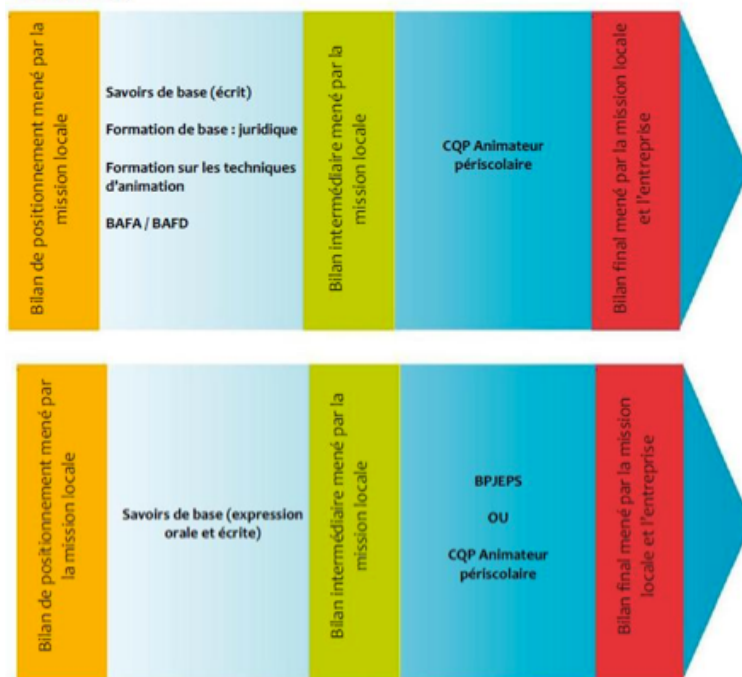 Bilan de positionnement mené par la
mission locale
Savoirs de base (écrit)
Formation de base : juridique
Formation sur les techniques
d'animation
BAFA / BAFD
Bilan intermédiaire mené par la
mission locale
CQP Animateur
périscolaire
Bilan final mené par la mission locale
et l'entreprise
Bilan de positionnement mené par
la mission locale
Savoirs de base (expression
orale et écrite)
Bilan intermédiaire mené par la
mission locale
BPJEPS
OU
CQP Animateur
périscolaire
Bilan final mené par la mission
locale et l'entreprise